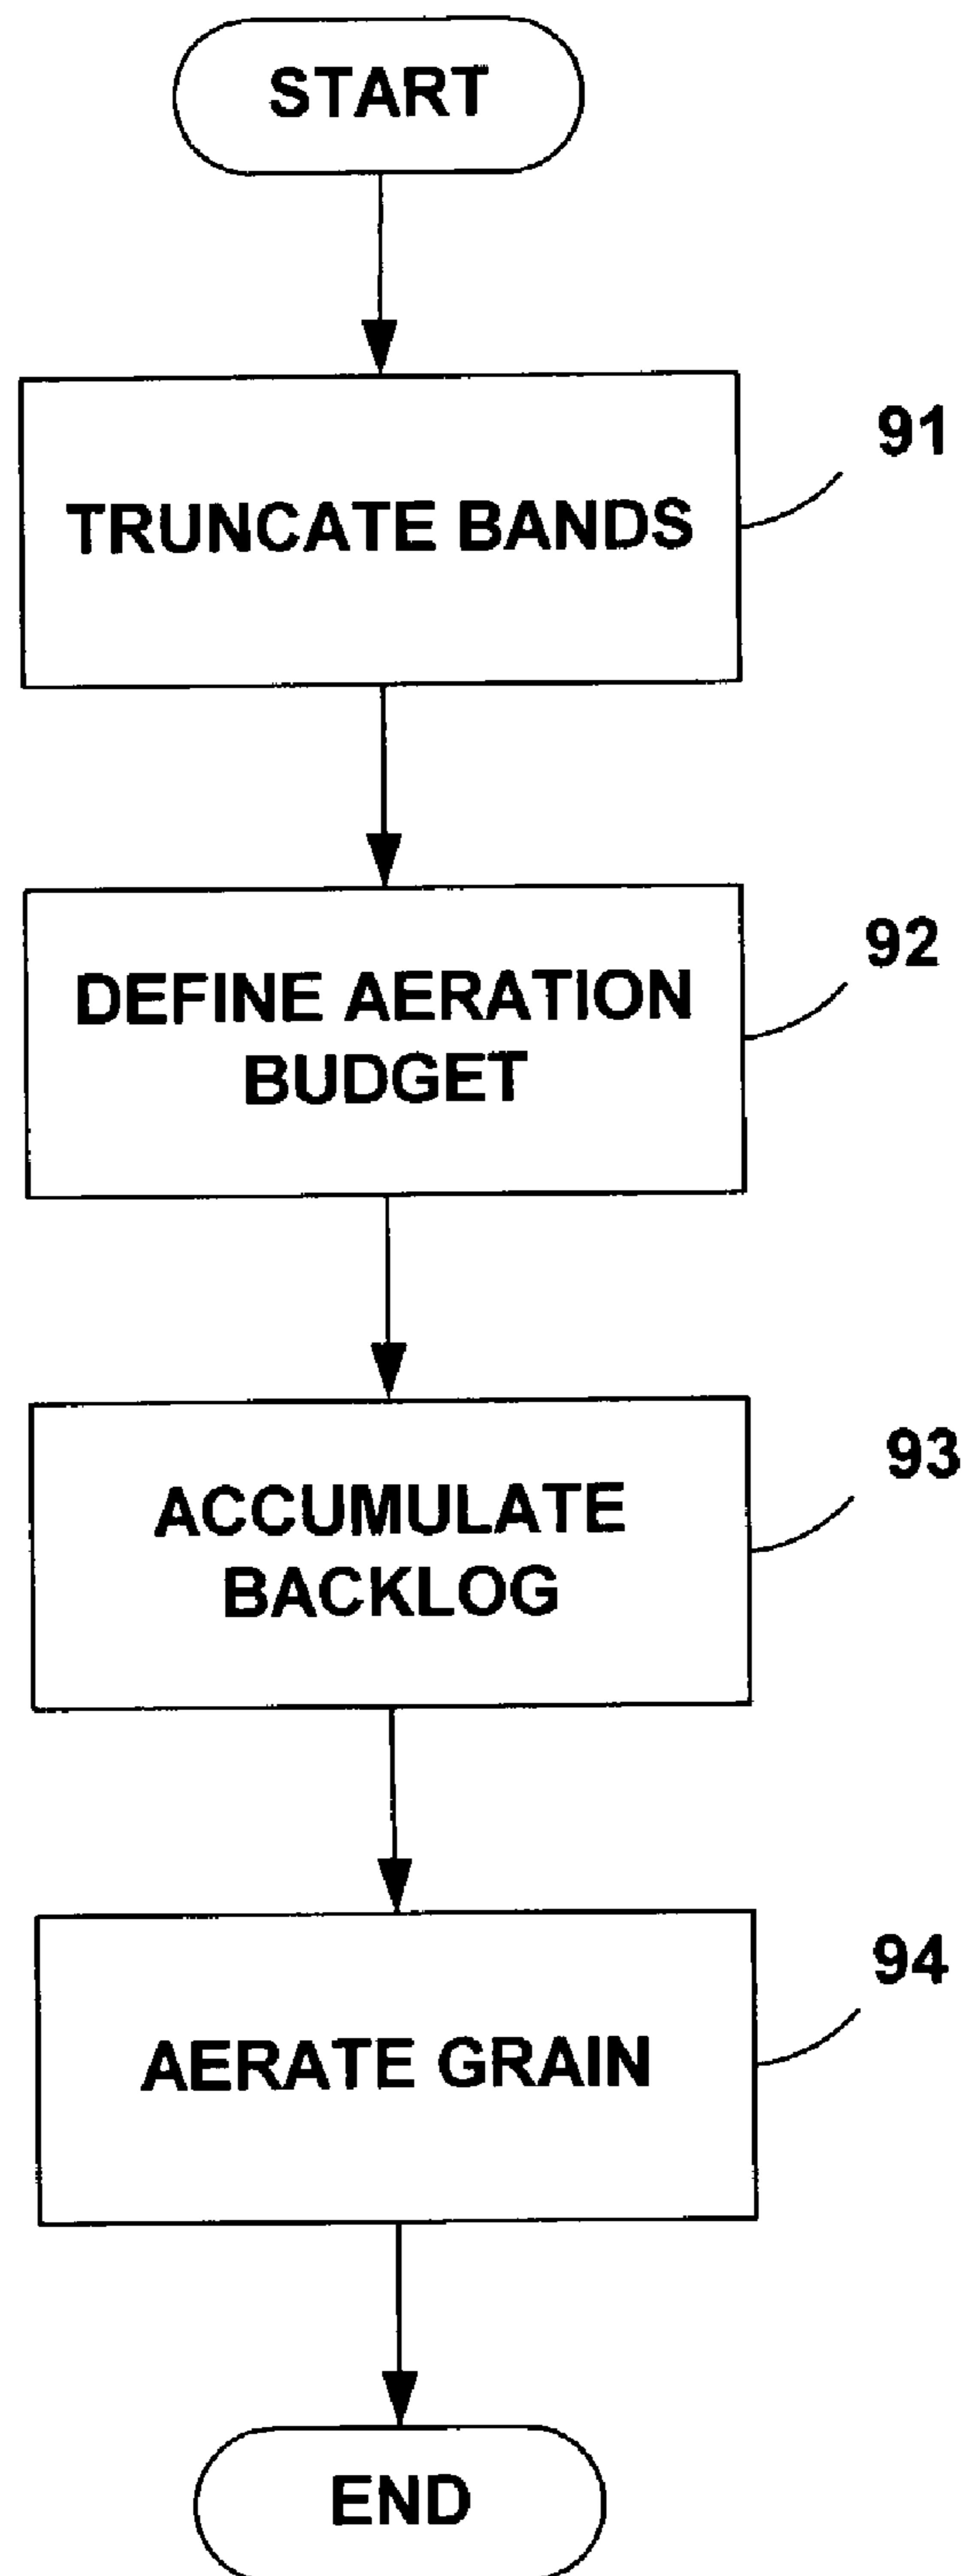 START
91
TRUNCATE BANDS
92
DEFINE AERATION
BUDGET
93
ACCUMULATE
BACKLOG
94
AERATE GRAIN
END